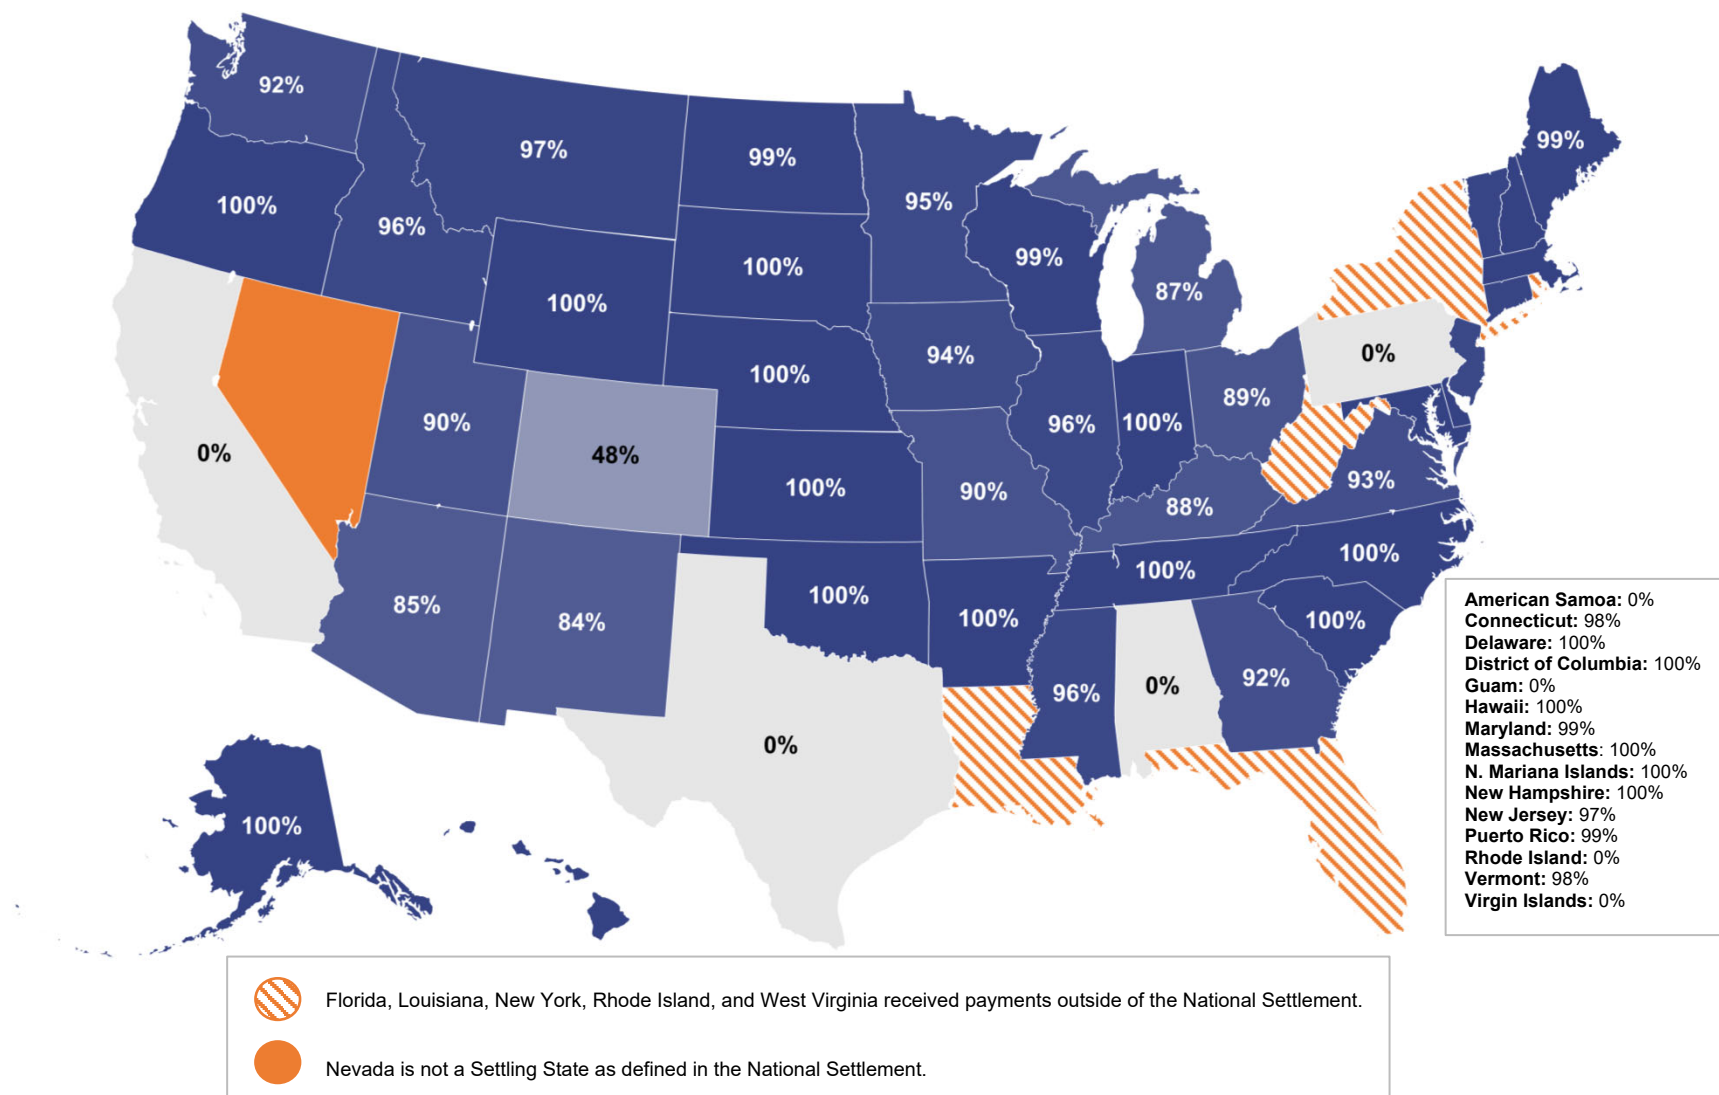 92%
97%
99%
99%
100%
95%
96%
100%
99%
100%
87%
100%
94%
0%
100%
90%
89%
96%
100%
0%
48%
93%
100%
90%
88%
100%
100%
85%
84%
100%
100%
100%
96%
0%
92%
0%
100%
American Samoa: 0%
Connecticut: 98%
Delaware: 100%
District of Columbia: 100%
Guam: 0%
Hawaii: 100%
Maryland: 99%
Massachusetts: 100%
N. Mariana Islands: 100%
New Hampshire: 100%
New Jersey: 97%
Puerto Rico: 99%
Rhode Island: 0%
Vermont: 98%
Virgin Islands: 0%
Florida, Louisiana, New York, Rhode Island, and West Virginia received payments outside of the National Settlement.
Nevada is not a Settling State as defined in the National Settlement.